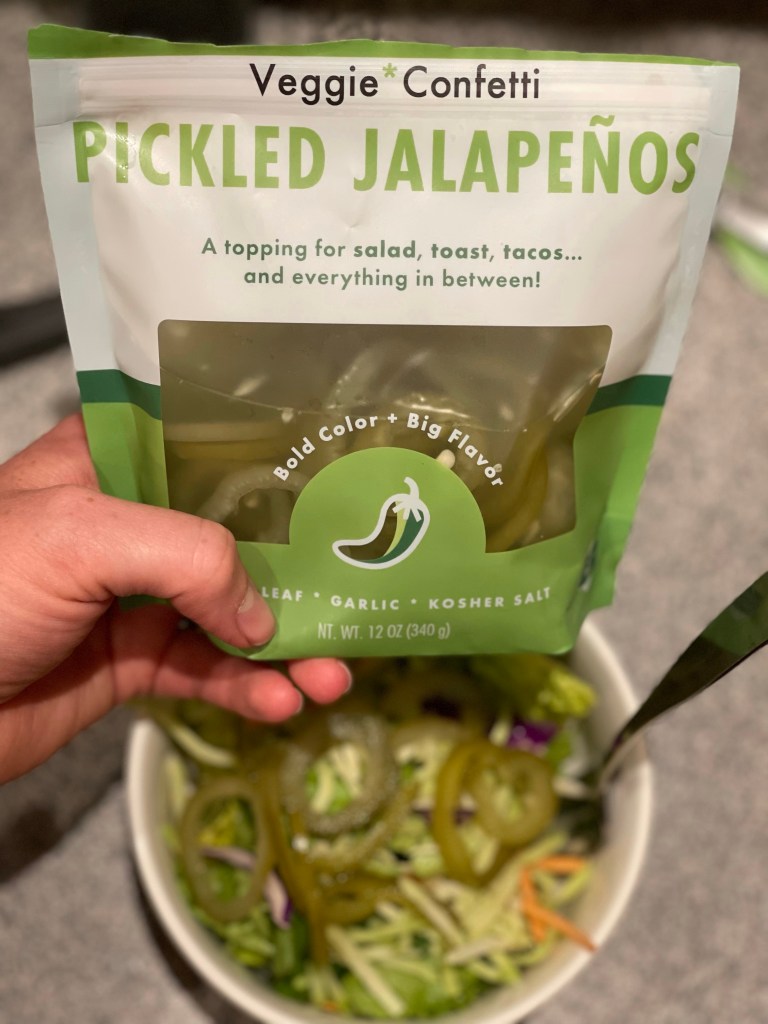 Veggie*Confetti
PICKLED JALAPEÑOS
A topping for salad, toast, tacos...
and everything in between!
Bold Color + Big Flavor
LEAF * GARLIC * KOSHER SALT
NT. WT. 12 OZ (340 g)